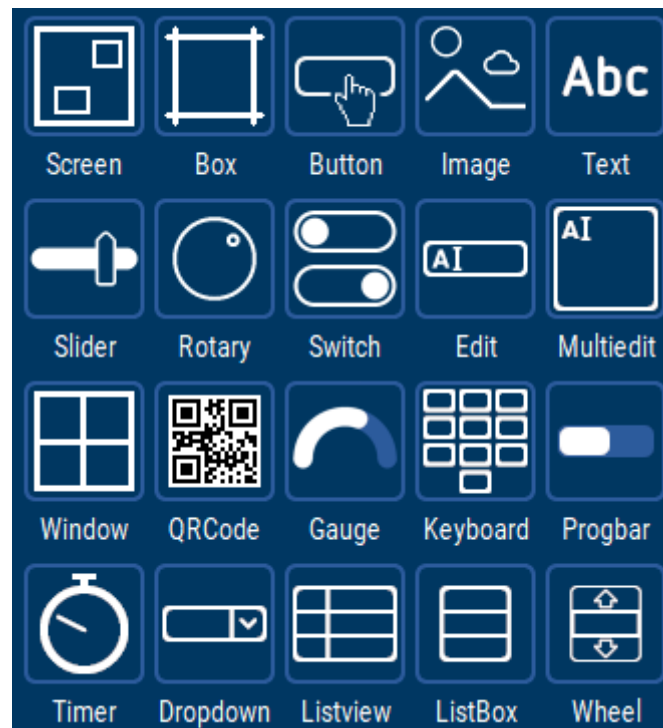 Abc
Screen Box Button Image Text
AI AI
Slider Rotary Switch Edit Multiedit
Window QRCode Gauge Keyboard Progbar
Timer Dropdown Listview ListBox Wheel